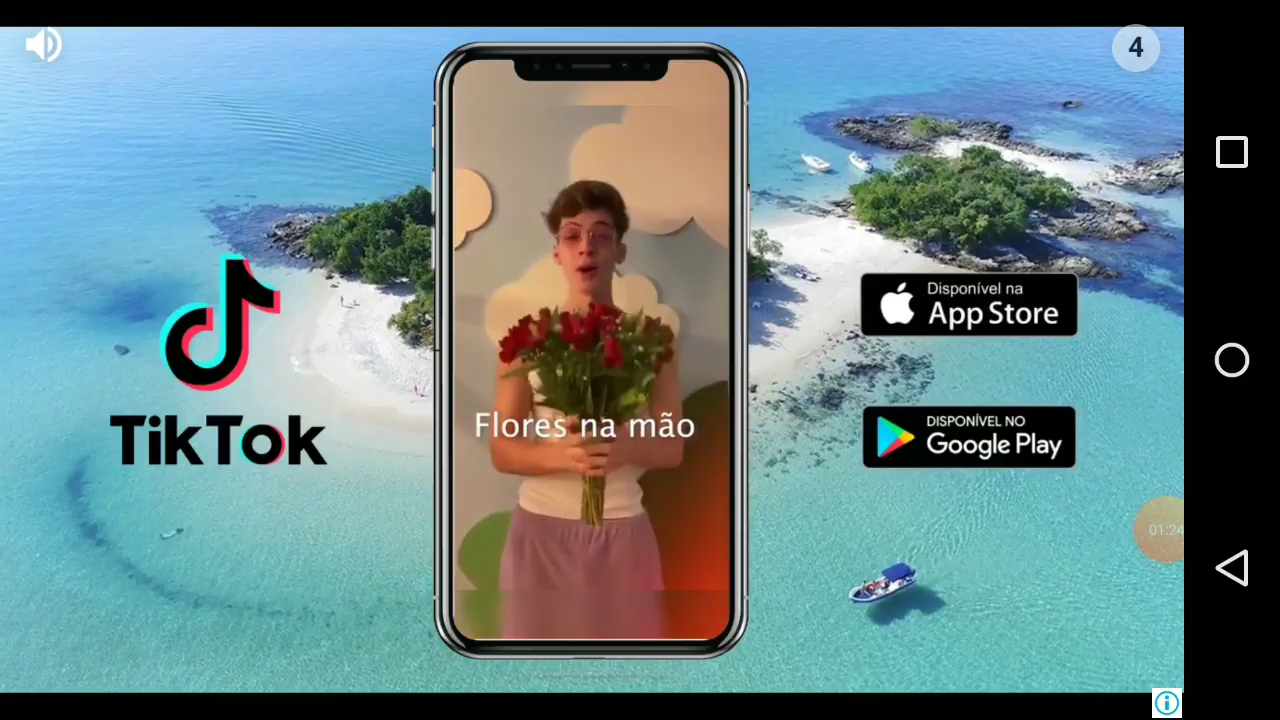 4
TikTok
Flores na mão
Disponível na
App Store
DISPONÍVEL NO
Google Play
01:24